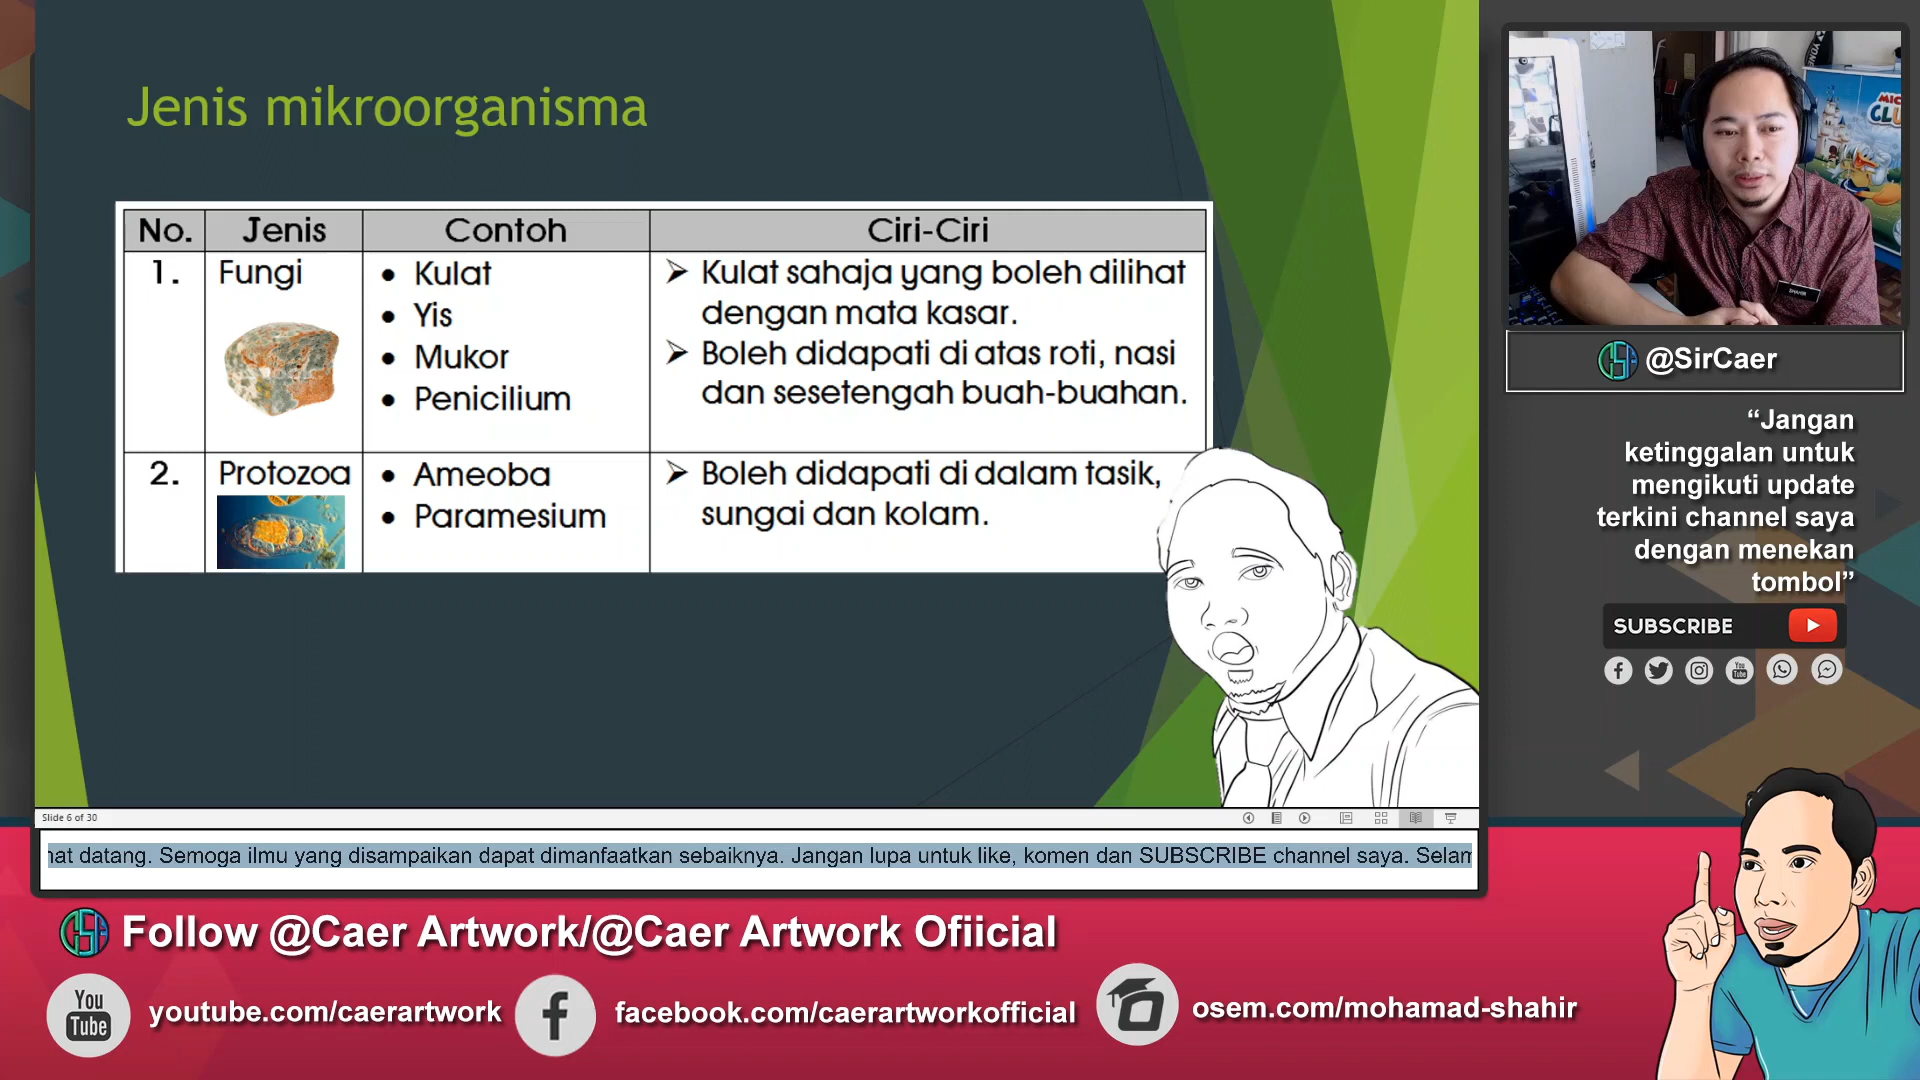 Jenis mikroorganisma
No.
Jenis
Contoh
Ciri-Ciri
1.
Fungi
• Kulat
• Yis
• Mukor
• Penicilium
➢ Kulat sahaja yang boleh dilihat
dengan mata kasar.
➢ Boleh didapati di atas roti, nasi
dan sesetengah buah-buahan.
2.
Protozoa
• Ameoba
• Paramesium
➢ Boleh didapati di dalam tasik,
sungai dan kolam.
Slide 6 of 30
datang. Semoga ilmu yang disampaikan dapat dimanfaatkan sebaiknya. Jangan lupa untuk like, komen dan SUBSCRIBE channel saya.
@SirCaer
“Jangan
ketinggalan untuk
mengikuti update
terkini channel saya
dengan menekan
tombol”
SUBSCRIBE
Follow @Caer Artwork/@Caer Artwork Ofiicial
You
Tube
youtube.com/caerartwork
facebook.com/caerartworkofficial
osem.com/mohamad-shahir